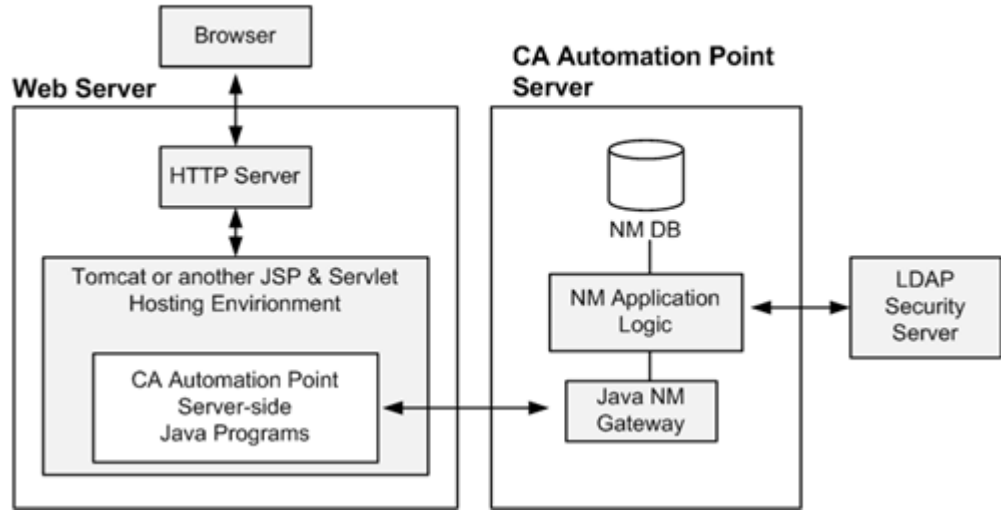 Browser
Web Server
HTTP Server
Tomcat or another JSP & Servlet
Hosting Envirionment
CA Automation Point
Server-side
Java Programs
CA Automation Point
Server
NM DB
NM Application
Logic
Java NM
Gateway
LDAP
Security
Server